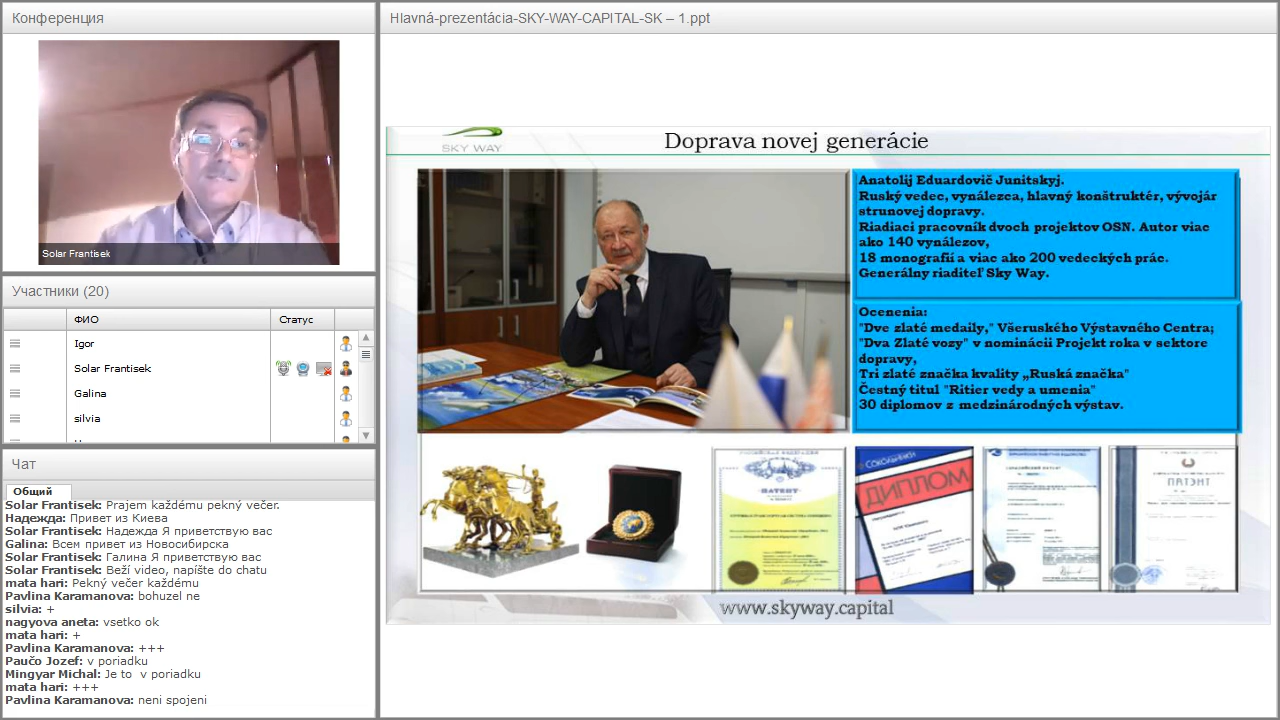 Конференция
Solar Frantisek
Участники (20)
ФИО
Статус
Igor
Solar Frantisek
Galina
silvia
Чат
Общий
Solar Frantisek: Prajem každému pekný večer.
Надежда: Привет из Киева
Solar Frantisek: Надежда Я приветствую вас
Galina: Всем привет из Новосибирска
Solar Frantisek: Галина Я приветствую вас
Solar Frantisek: Beží video, napíšte do chatu
mata hari: Pekný večer každému
Pavlina Karamanova: bohuzel ne
silvia: +
nagyova aneta: vsetko ok
mata hari: +
Pavlina Karamanova: +++
Paučo Jozef: v poriadku
Mingyar Michal: Je to v poriadku
mata hari: +++
Pavlina Karamanova: neni spojeni
Hlavná-prezentácia-SKY-WAY-CAPITAL-SK – 1.ppt
SKY WAY
Doprava novej generácie
Anatolij Eduardovič Junitskyj.
Ruský vedec, vynálezca, hlavný konštruktér, vývojár
strunovej dopravy.
Riadiaci pracovník dvoch projektov OSN. Autor viac
ako 140 vynálezov,
18 monografií a viac ako 200 vedeckých prác.
Generálny riaditeľ Sky Way.
Ocenenia:
"Dve zlaté medaily," Všeruského Výstavného Centra;
"Dva Zlaté vozy" v nominácii Projekt roka v sektore
dopravy,
Tri zlaté značka kvality „Ruská značka"
Čestný titul "Ritier vedy a umenia"
30 diplomov z medzinárodných výstav.
ПАТЕНТ
СОКОЛЬНИКИ
ДИПЛОМ
ПАТЭНТ
www.skyway.capital